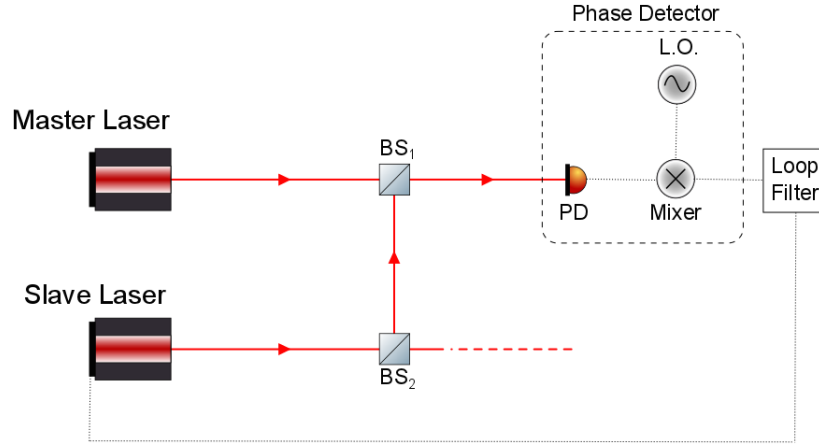 Phase Detector
L.O.
Master Laser
BS1
PD
Mixer
Loop
Filter
Slave Laser
BS2